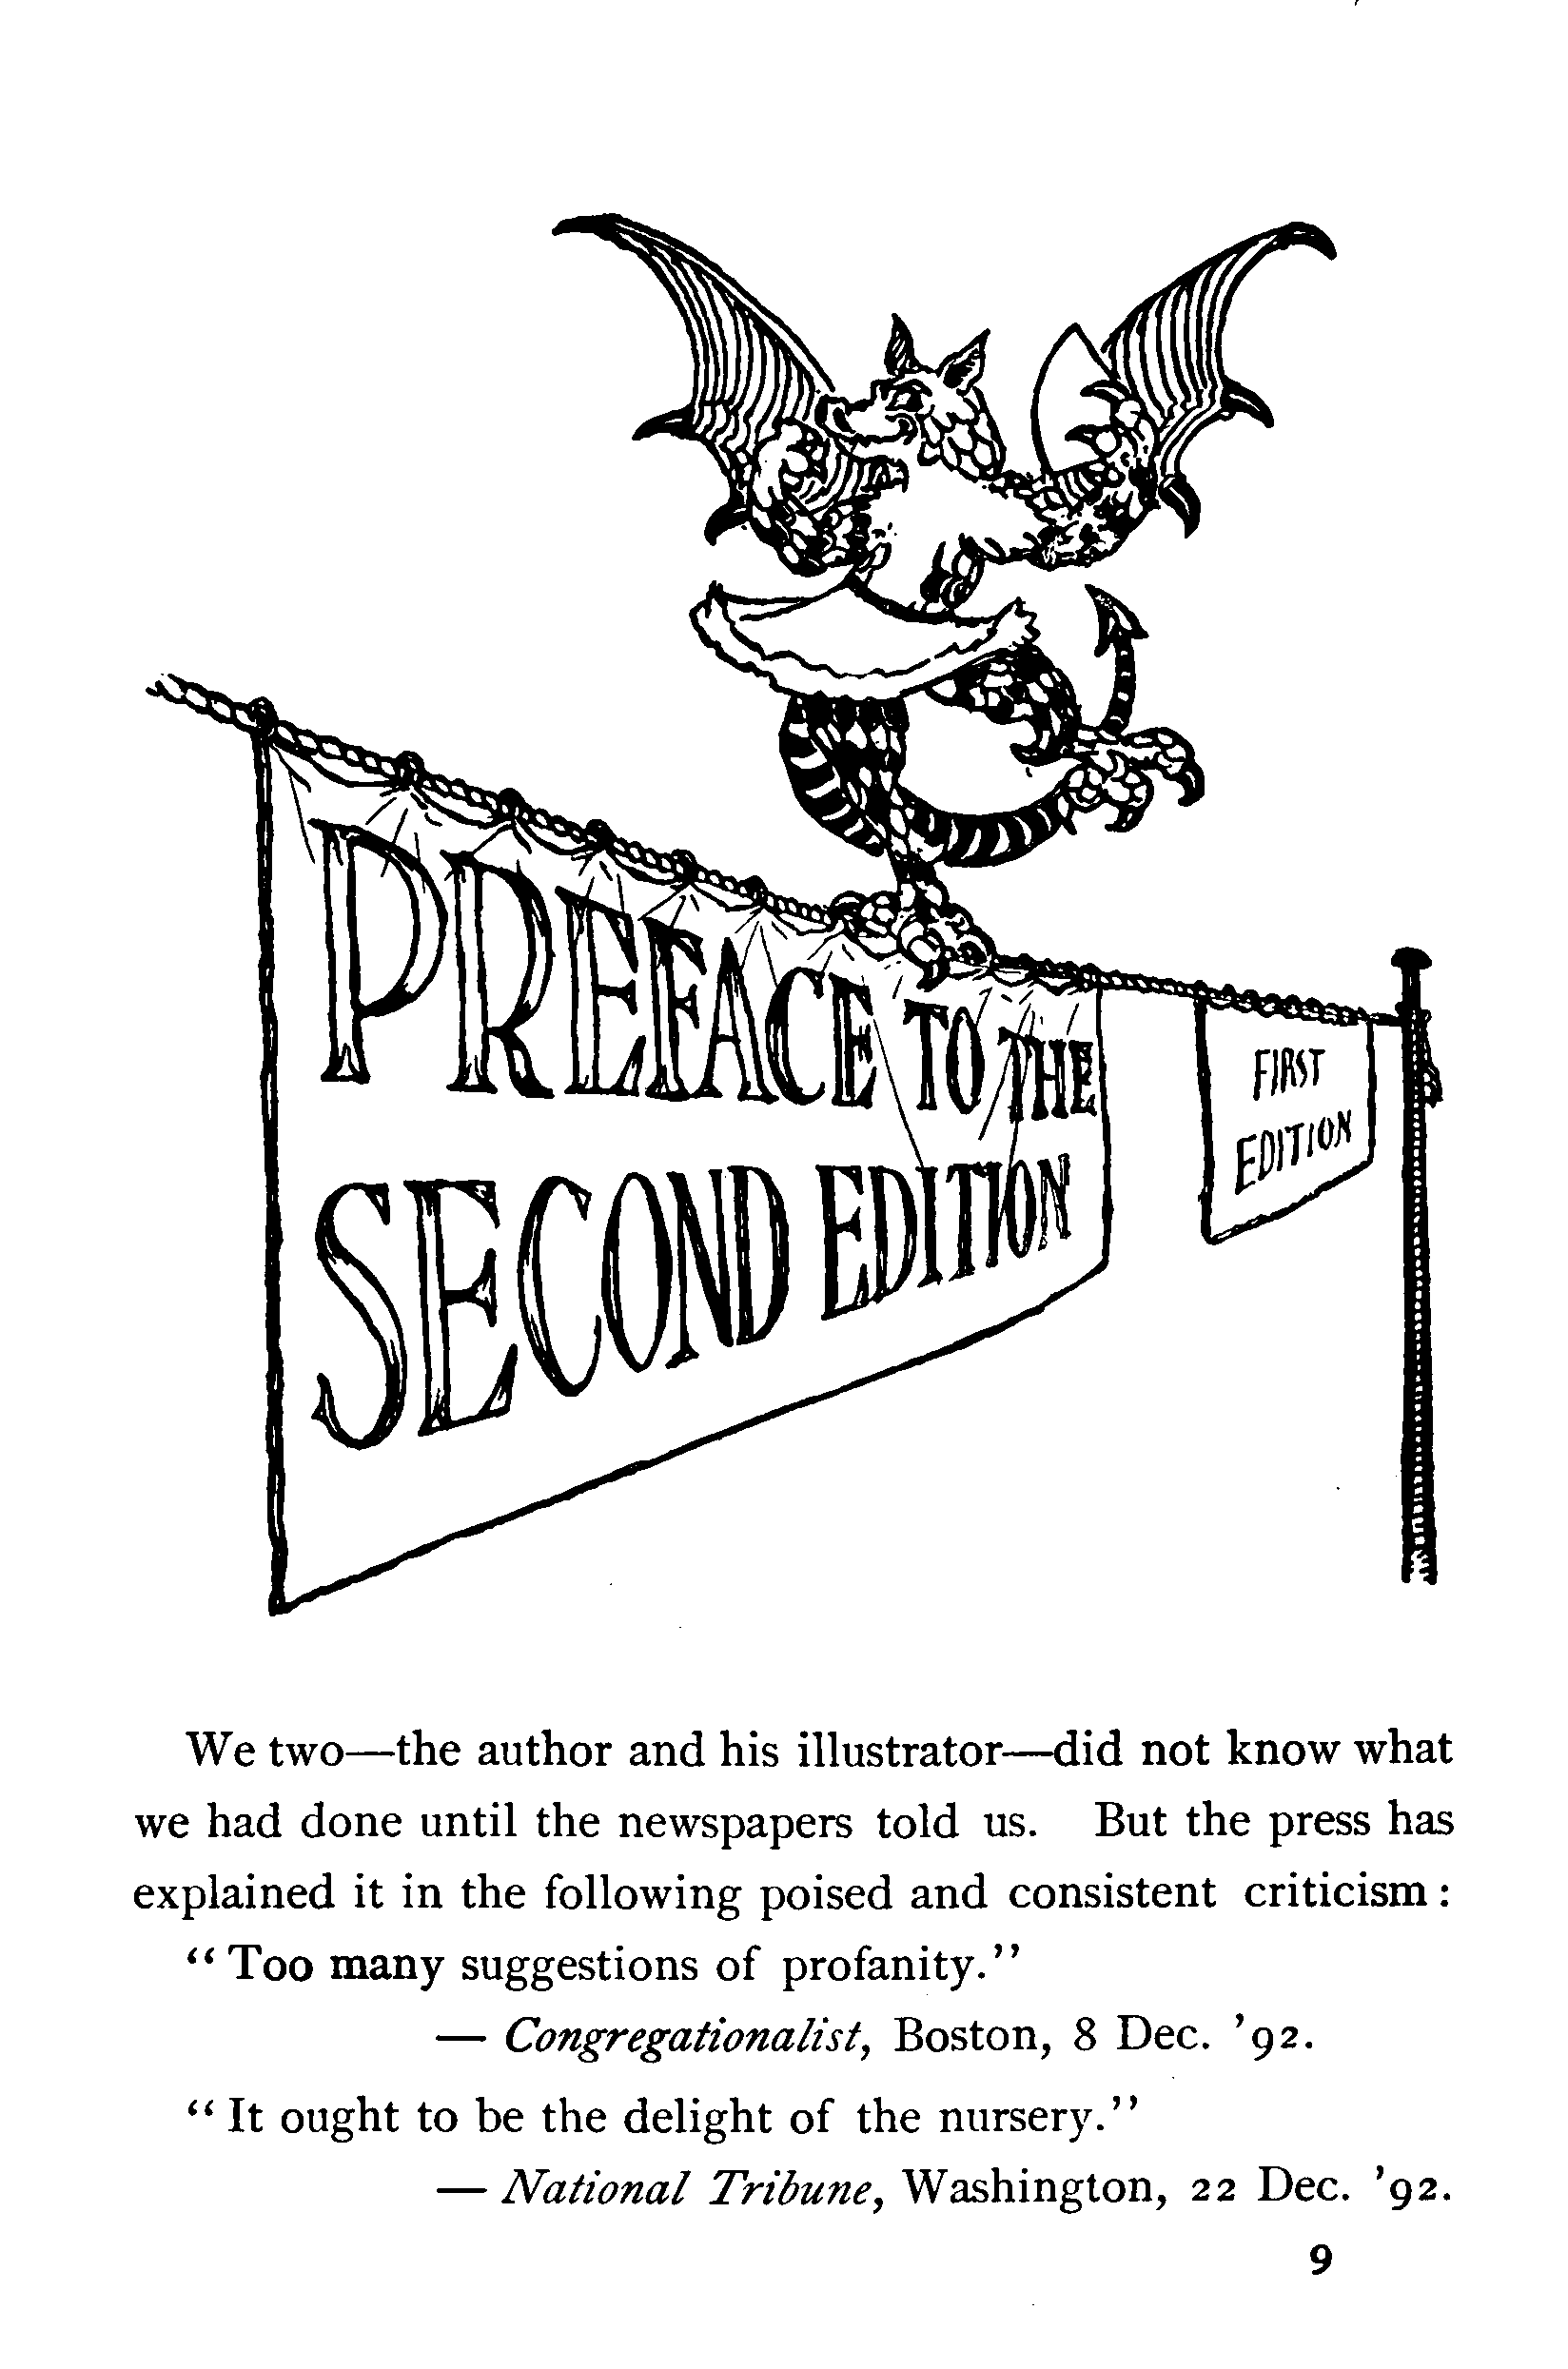 PREFACE TO THE
SECOND EDITION
FIRST
EDITION
We two—the author and his illustrator—did not know what
we had done until the newspapers told us. But the press has
explained it in the following poised and consistent criticism:
“Too many suggestions of profanity.”
— Congregationalist, Boston, 8 Dec. ’92.
“It ought to be the delight of the nursery.”
— National Tribune, Washington, 22 Dec. ’92.
9